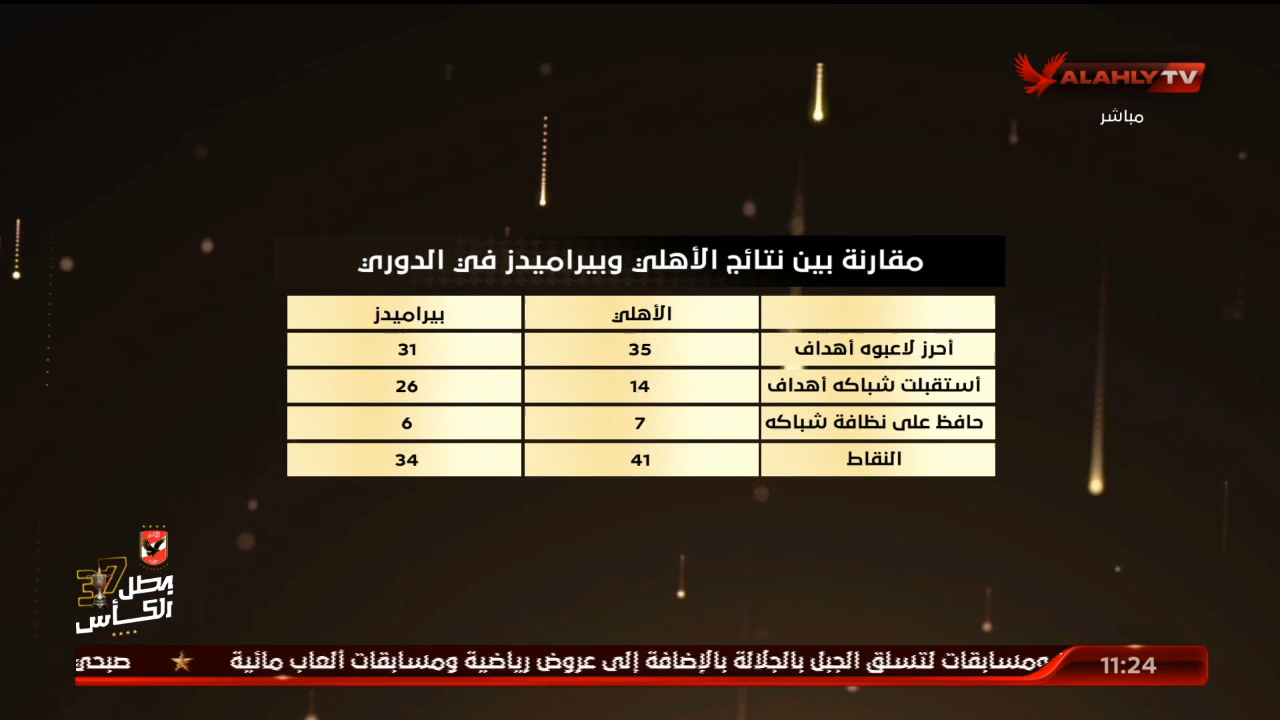 ALAHLY TV
مباشر
مقارنة بين نتائج الأهلي وبيراميدز في الدوري
الأهلي بيراميدز
أحرز لاعبوه أهداف 35 31
أستقبلت شباكه أهداف 14 26
حافظ على نظافة شباكه 7 6
النقاط 41 34
بطل 37
الكأس
11:24
ومسابقات لتسلق الجبل بالجلالة بالإضافة إلى عروض رياضية ومسابقات ألعاب مائية صبحي